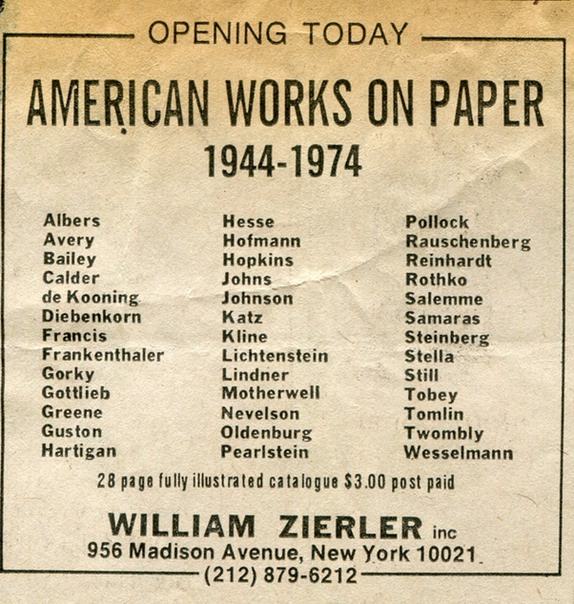 OPENING TODAY
AMERICAN WORKS ON PAPER
1944-1974
Albers
Avery
Bailey
Calder
de Kooning
Diebenkorn
Francis
Frankenthaler
Gorky
Gottlieb
Greene
Guston
Hartigan
Hesse
Hofmann
Hopkins
Johns
Johnson
Katz
Kline
Lichtenstein
Lindner
Motherwell
Nevelson
Oldenburg
Pearlstein
Pollock
Rauschenberg
Reinhardt
Rothko
Salemme
Samaras
Steinberg
Stella
Still
Tobey
Tomlin
Twombly
Wesselmann
28 page fully illustrated catalogue $3.00 post paid
WILLIAM ZIERLER inc
956 Madison Avenue, New York 10021
(212) 879-6212